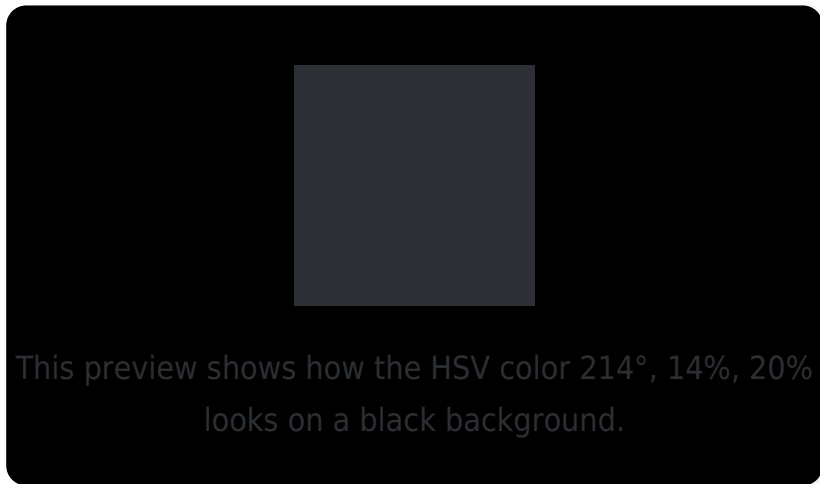 This preview shows how the HSV color 214°, 14%, 20%
looks on a black background.